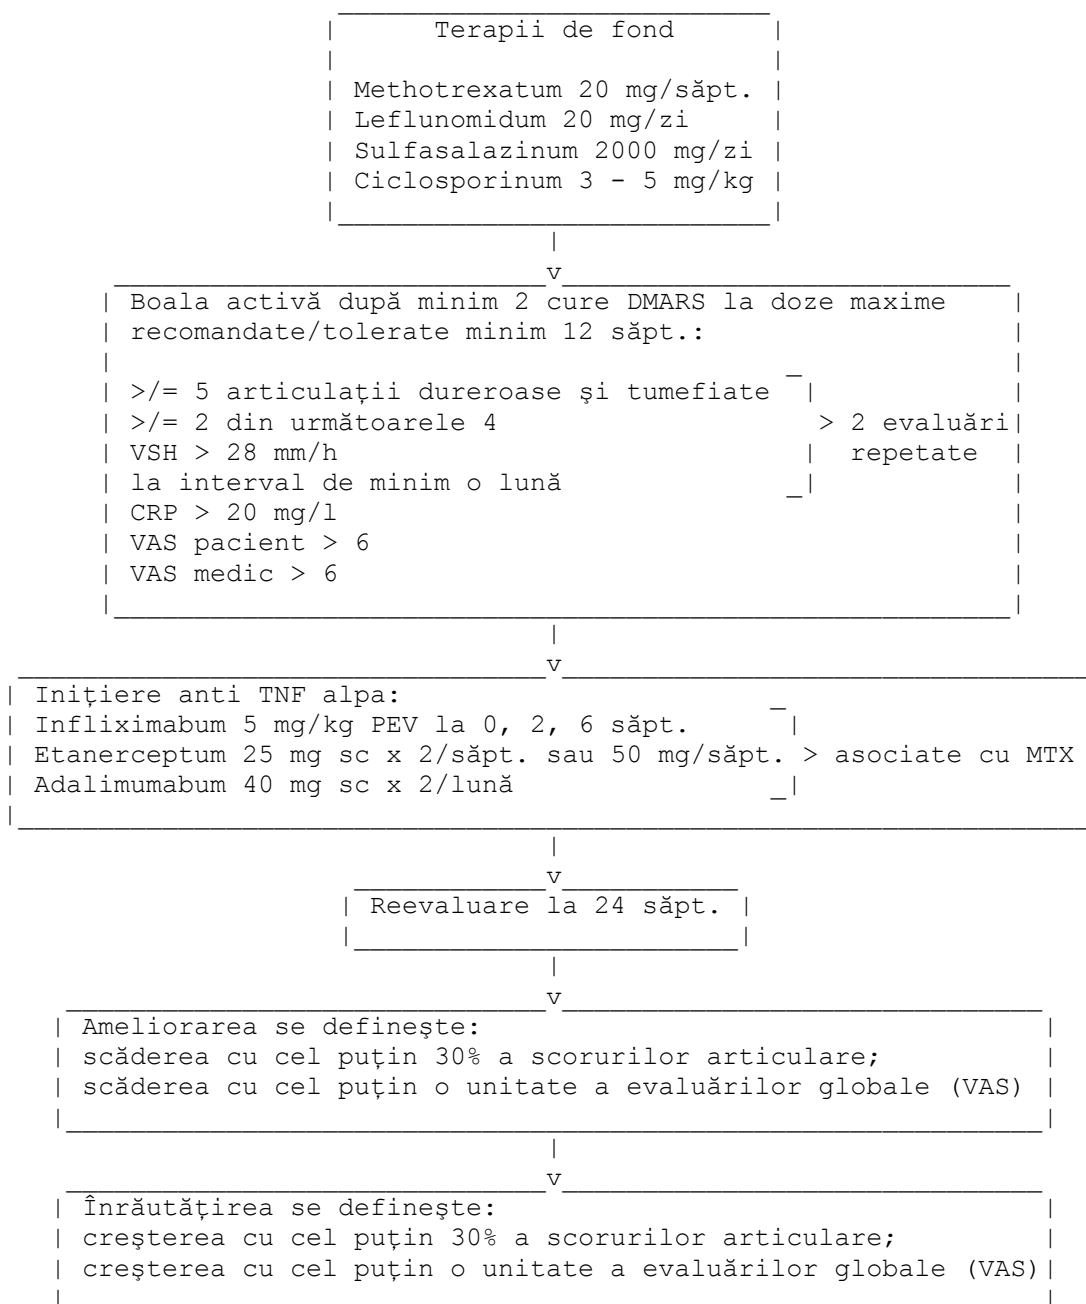 Terapii de fond
Methotrexatum 20 mg/săpt.
Leflunomidum 20 mg/zi
Sulfasalazinum 2000 mg/zi
Ciclosporinum 3 - 5 mg/kg
v
Boala activă după minim 2 cure DMARS la doze maxime
recomandate/tolerate minim 12 săpt.:
>/= 5 articulaţii dureroase şi tumefiate
>/= 2 din următoarele 4 > 2 evaluări
VSH > 28 mm/h repetate
la interval de minim o lună
CRP > 20 mg/l
VAS pacient > 6
VAS medic > 6
v
Iniţiere anti TNF alpa:
Infliximabum 5 mg/kg PEV la 0, 2, 6 săpt.
Etanerceptum 25 mg sc x 2/săpt. sau 50 mg/săpt. > asociate cu MTX
Adalimumabum 40 mg sc x 2/lună
v
Reevaluare la 24 săpt.
v
Ameliorarea se defineşte:
scăderea cu cel puţin 30% a scorurilor articulare;
scăderea cu cel puţin o unitate a evaluărilor globale (VAS)
v
Înrăutăţirea se defineşte:
creşterea cu cel puţin 30% a scorurilor articulare;
creşterea cu cel puţin o unitate a evaluărilor globale (VAS)